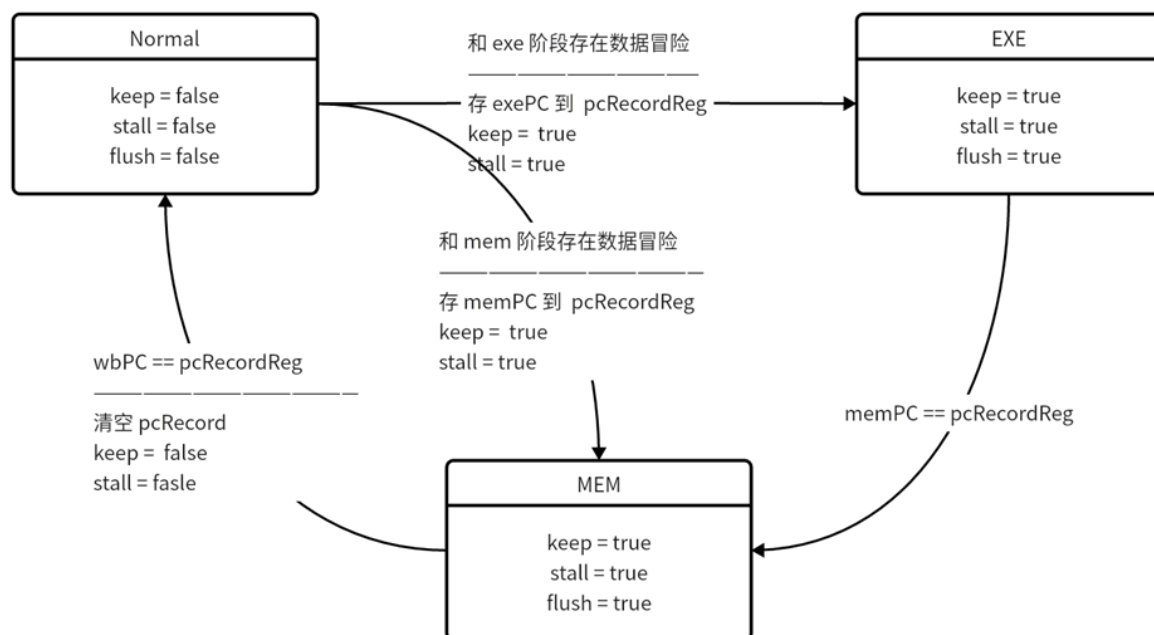 Normal
keep = false
stall = false
flush = false
和 exe 阶段存在数据冒险
——————————————
存 exePC 到 pcRecordReg
keep = true
stall = true
EXE
keep = true
stall = true
flush = true
和 mem 阶段存在数据冒险
————————————————
存 memPC 到 pcRecordReg
keep = true
stall = true
wbPC == pcRecordReg
————————————————
清空 pcRecord
keep = false
stall = fasle
memPC == pcRecordReg
MEM
keep = true
stall = true
flush = true